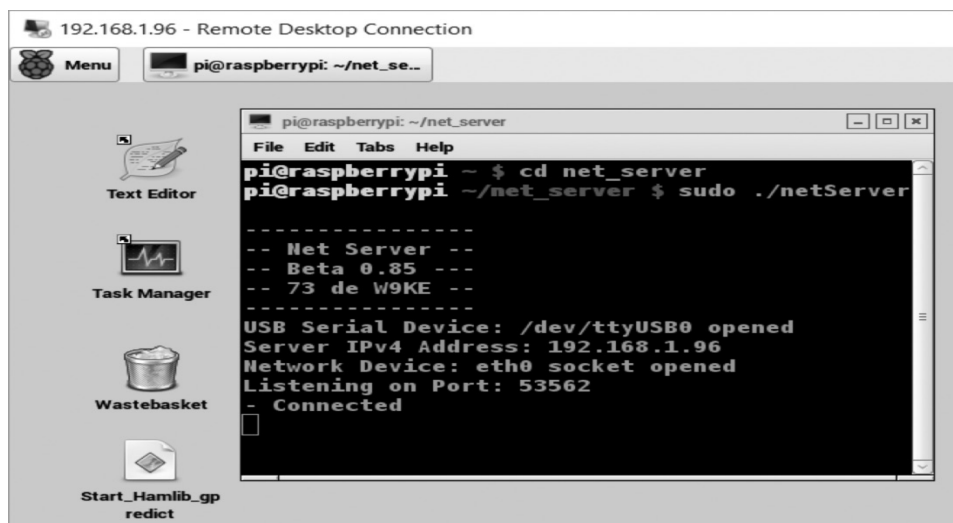 192.168.1.96 - Remote Desktop Connection
Menu
pi@raspberrypi: ~/net_se...
pi@raspberrypi: ~/net_server
File Edit Tabs Help
pi@raspberrypi ~ $ cd net_server
pi@raspberrypi ~/net_server $ sudo ./netServer
----------------
-- Net Server --
-- Beta 0.85 ---
-- 73 de W9KE --
----------------
USB Serial Device: /dev/ttyUSB0 opened
Server IPv4 Address: 192.168.1.96
Network Device: eth0 socket opened
Listening on Port: 53562
- Connected
Text Editor
Task Manager
Wastebasket
Start_Hamlib_gp
redict